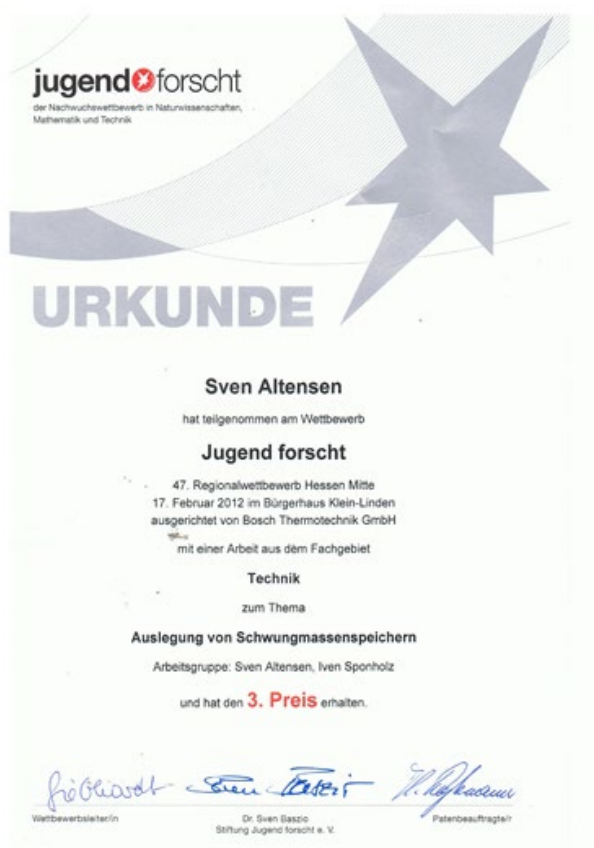 jugend forscht
der Nachwuchswettbewerb in Naturwissenschaften,
Mathematik und Technik
URKUNDE
Sven Altensen
hat teilgenommen am Wettbewerb
Jugend forscht
47. Regionalwettbewerb Hessen Mitte
17. Februar 2012 im Bürgerhaus Klein-Linden
ausgerichtet von Bosch Thermotechnik GmbH
mit einer Arbeit aus dem Fachgebiet
Technik
zum Thema
Auslegung von Schwungmassenspeichern
Arbeitsgruppe: Sven Altensen, Iven Sponholz
und hat den 3. Preis erhalten.
Sven Baszio
Wettbewerbsleiter/in
Dr. Sven Baszio
Stiftung Jugend forscht e. V.
Patenbeauftragte/r